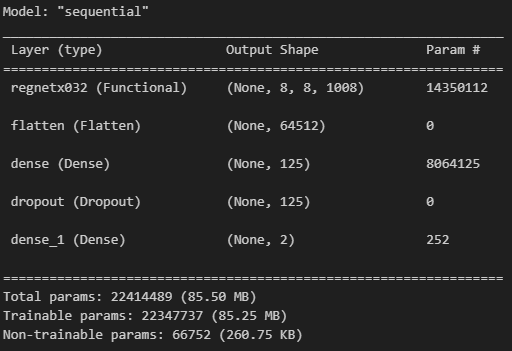 Model: "sequential"
_________________________________________________________________
Layer (type) Output Shape Param #
=================================================================
regnetx032 (Functional) (None, 8, 8, 1008) 14350112
flatten (Flatten) (None, 64512) 0
dense (Dense) (None, 125) 8064125
dropout (Dropout) (None, 125) 0
dense_1 (Dense) (None, 2) 252
=================================================================
Total params: 22414489 (85.50 MB)
Trainable params: 22347737 (85.25 MB)
Non-trainable params: 66752 (260.75 KB)